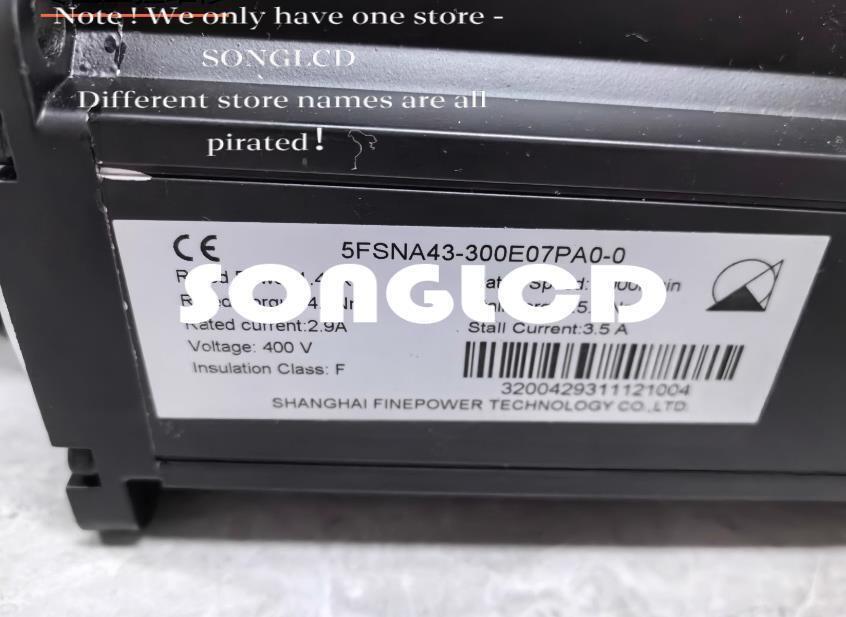 Note! We only have one store -
SONGLCD
Different store names are all
pirated!
CE
5FSNA43-300E07PA0-0
SONGLCD
Rated current:2.9A
Stall Current:3.5 A
Voltage: 400 V
Insulation Class: F
3200429311121004
SHANGHAI FINEPOWER TECHNOLOGY CO.,LTD.